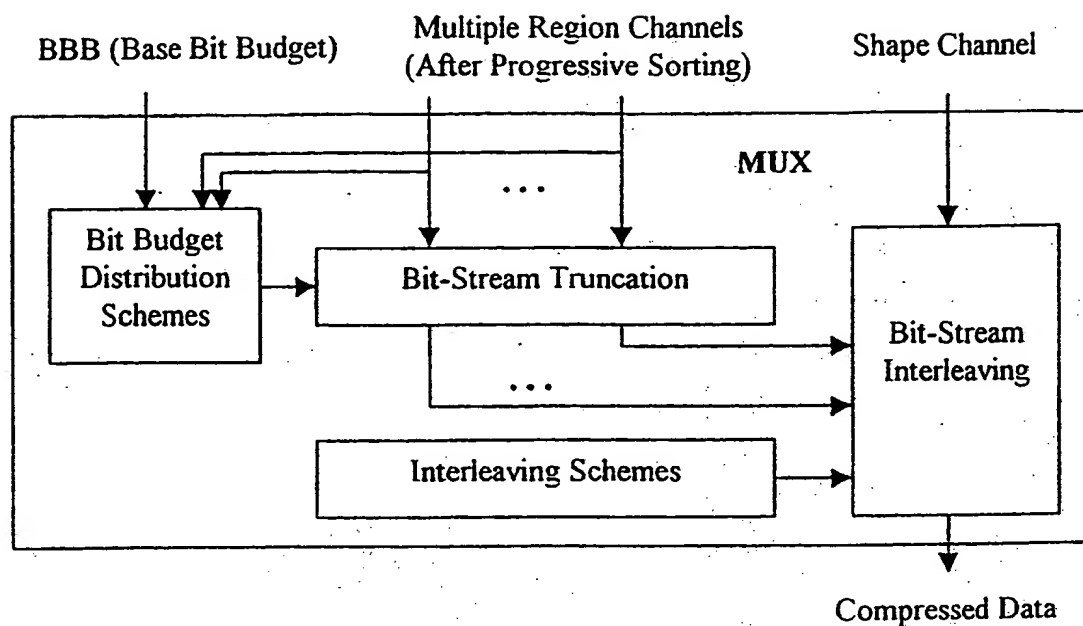 BBB (Base Bit Budget)
Multiple Region Channels
(After Progressive Sorting)
Shape Channel
MUX
...
Bit Budget
Distribution
Schemes
Bit-Stream Truncation
Bit-Stream
Interleaving
...
Interleaving Schemes
Compressed Data